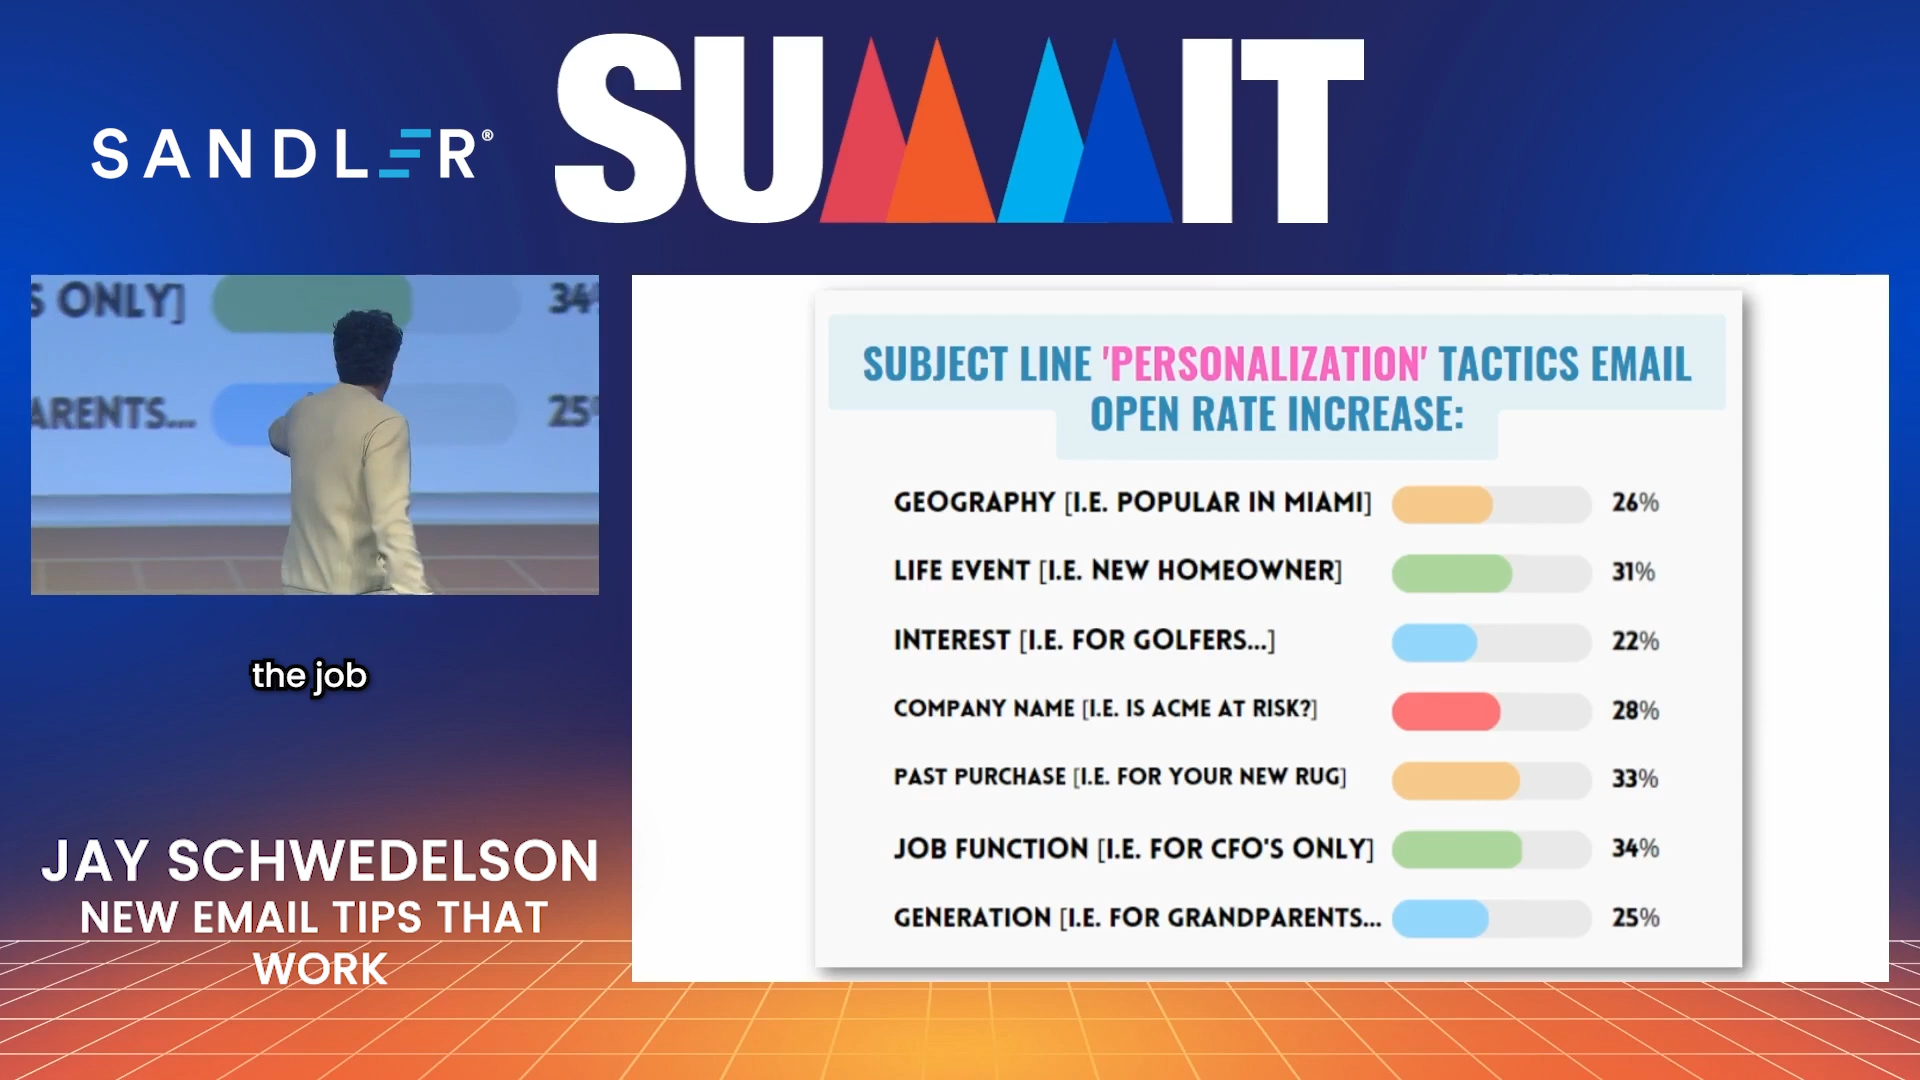 SANDLER®
SUMMIT
S ONLY]
34
ARENTS...
25
the job
JAY SCHWEDELSON
NEW EMAIL TIPS THAT
WORK
SUBJECT LINE 'PERSONALIZATION' TACTICS EMAIL
OPEN RATE INCREASE:
GEOGRAPHY [I.E. POPULAR IN MIAMI] 26%
LIFE EVENT [I.E. NEW HOMEOWNER] 31%
INTEREST [I.E. FOR GOLFERS...] 22%
COMPANY NAME [I.E. IS ACME AT RISK?] 28%
PAST PURCHASE [I.E. FOR YOUR NEW RUG] 33%
JOB FUNCTION [I.E. FOR CFO'S ONLY] 34%
GENERATION [I.E. FOR GRANDPARENTS... 25%